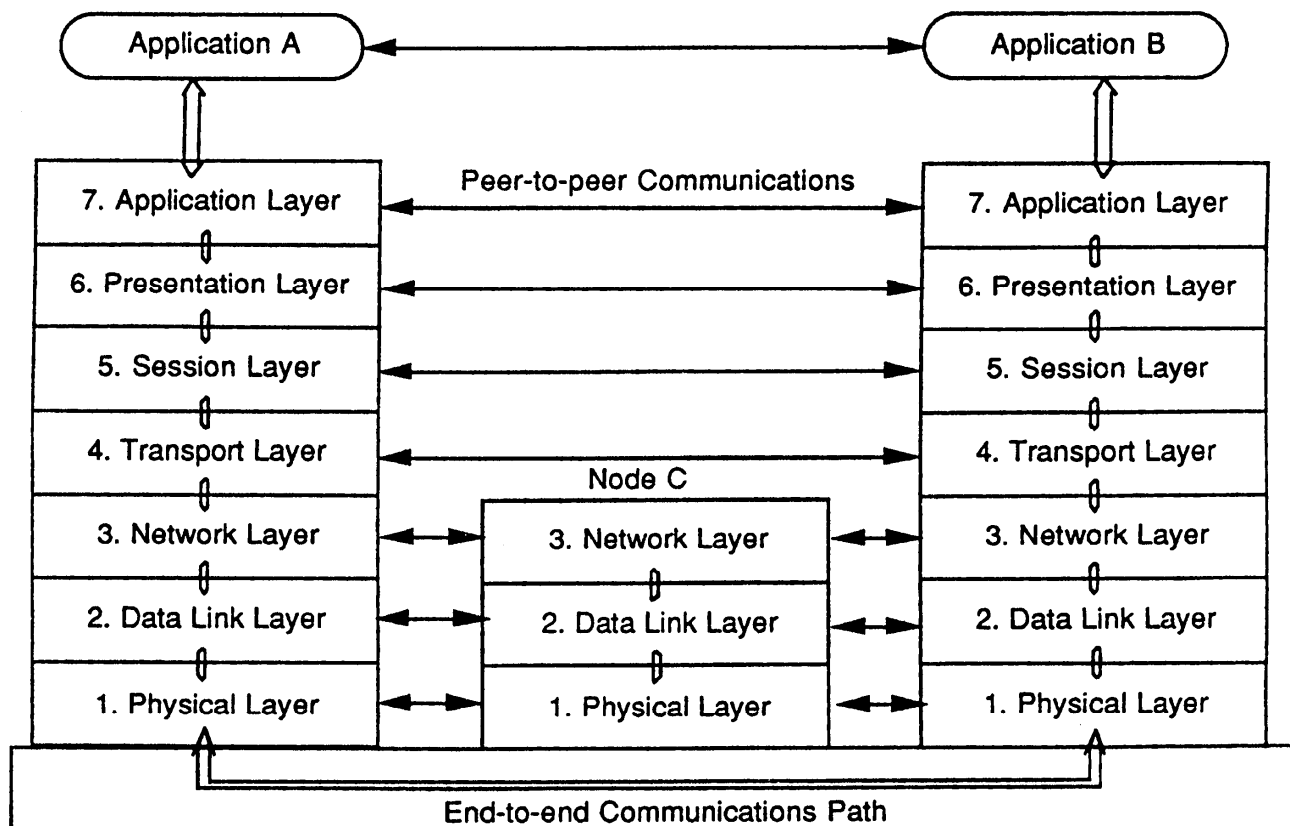 Application A
Application B
Peer-to-peer Communications
7. Application Layer
7. Application Layer
6. Presentation Layer
6. Presentation Layer
5. Session Layer
5. Session Layer
4. Transport Layer
4. Transport Layer
Node C
3. Network Layer
3. Network Layer
3. Network Layer
2. Data Link Layer
2. Data Link Layer
2. Data Link Layer
1. Physical Layer
1. Physical Layer
1. Physical Layer
End-to-end Communications Path